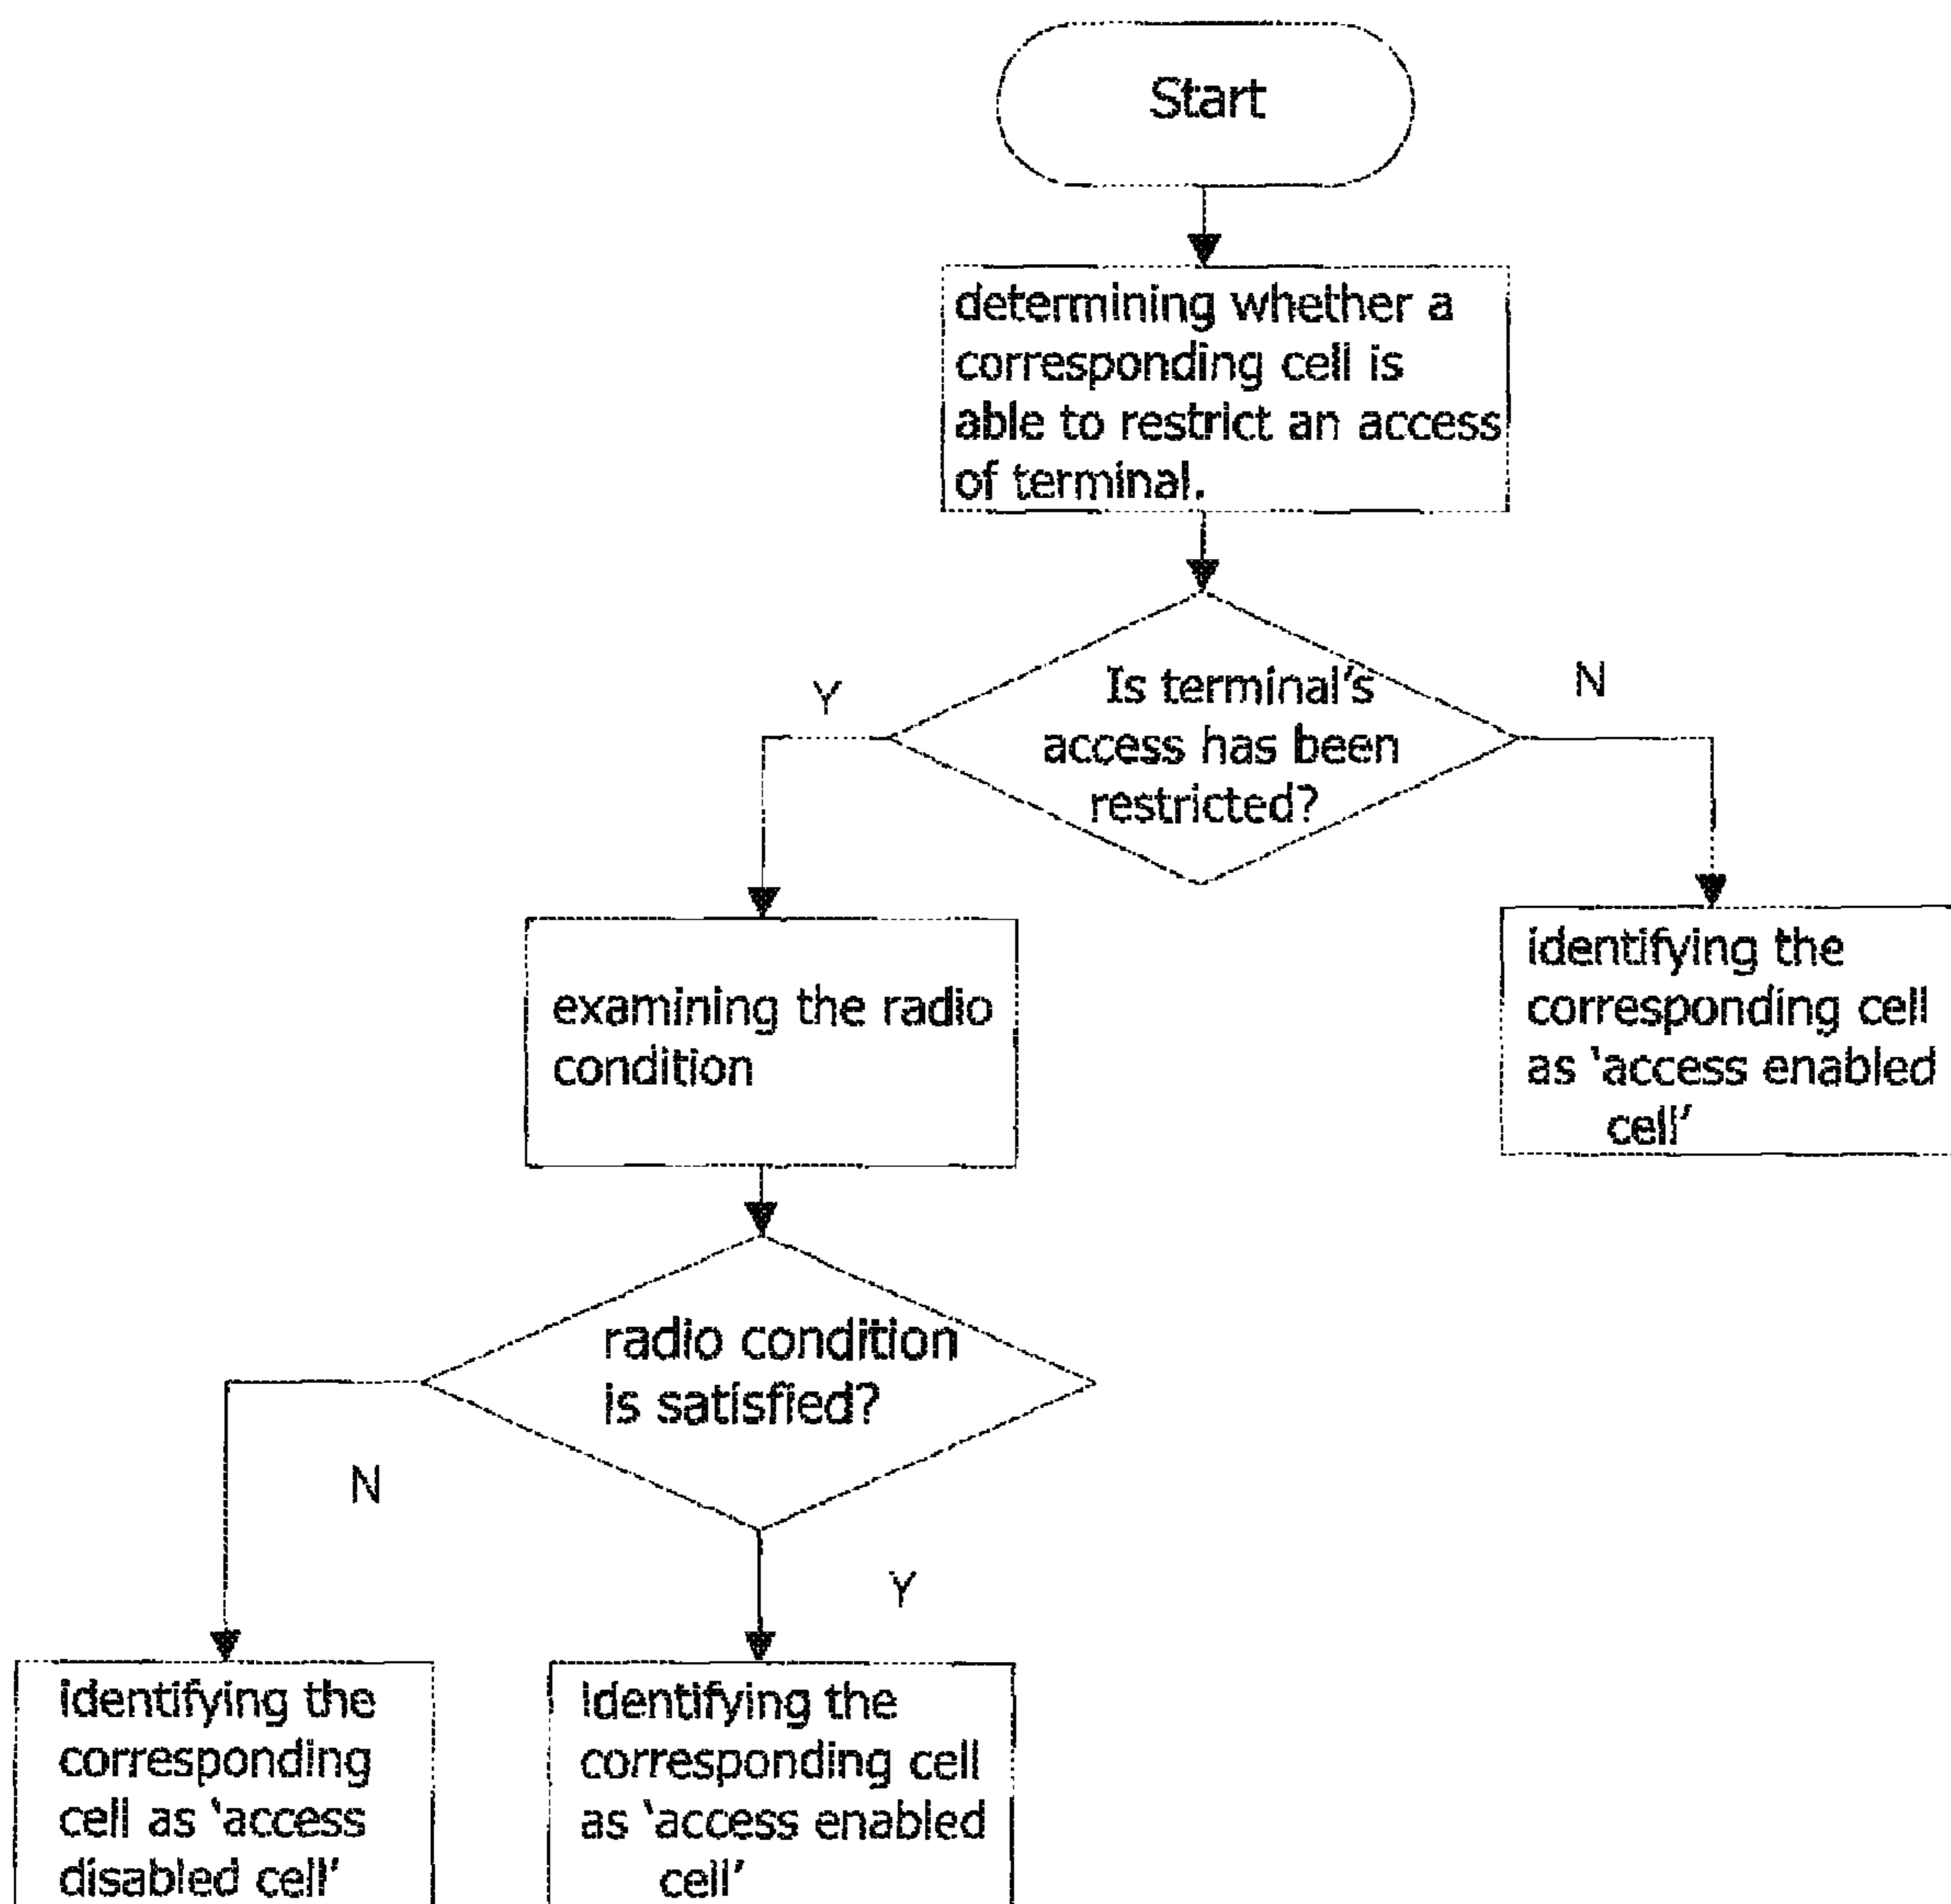 Start
determining whether a
corresponding cell is
able to restrict an access
of terminal.
Is terminal's
access has been
restricted?
Y
N
examining the radio
condition
identifying the
corresponding cell
as 'access enabled
cell'
radio condition
is satisfied?
N
Y
identifying the
corresponding
cell as 'access
disabled cell'
identifying the
corresponding cell
as 'access enabled
cell'